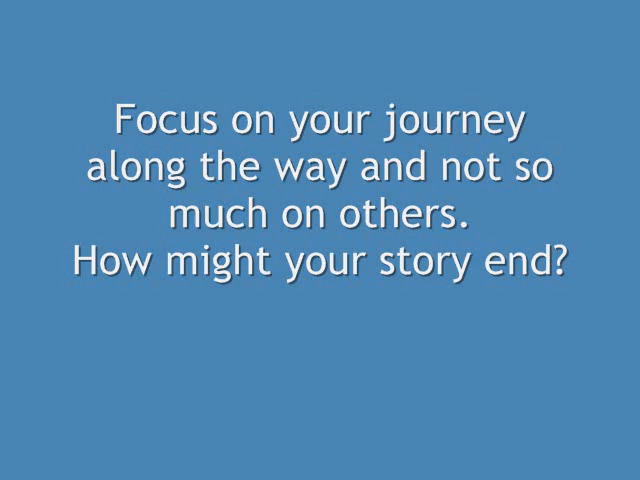 Focus on your journey
along the way and not so
much on others.
How might your story end?